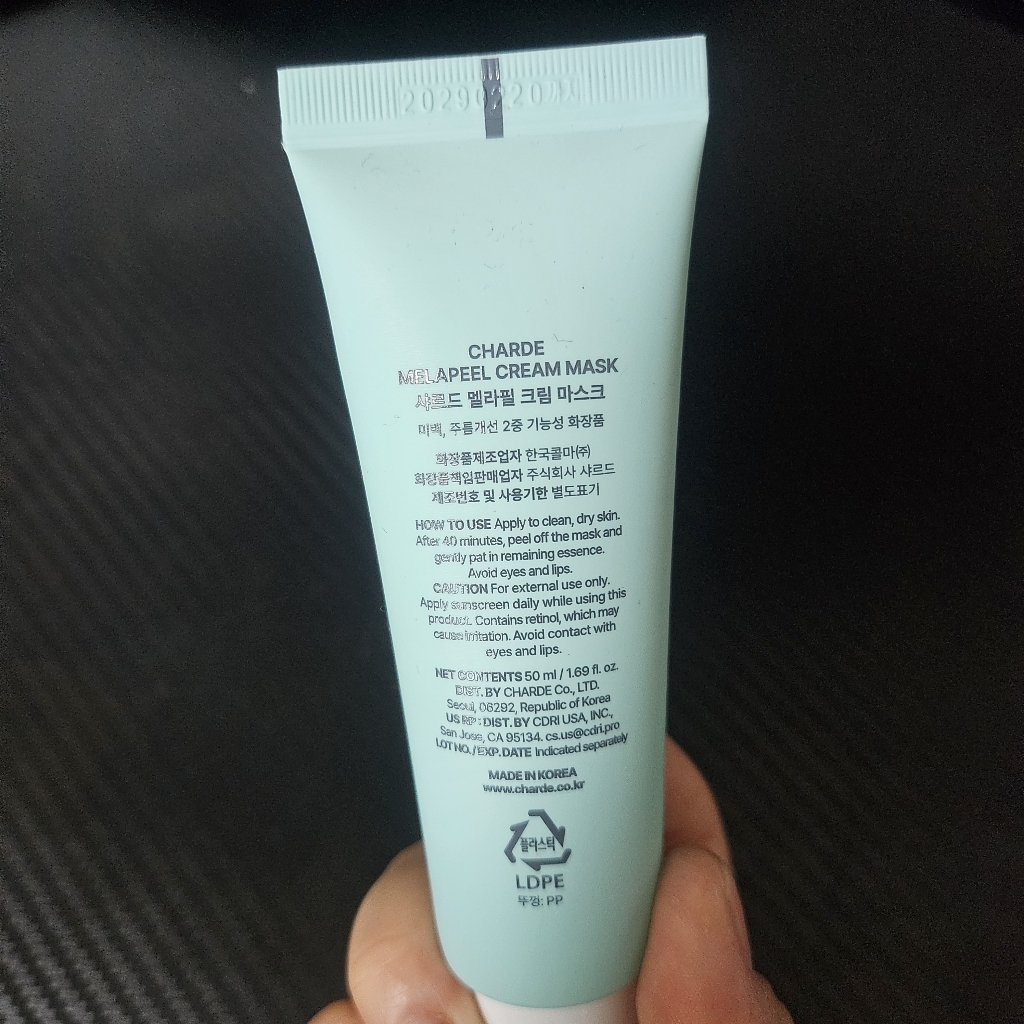 20290220까지
CHARDE
MELAPEEL CREAM MASK
샤르드 멜라필 크림 마스크
미백, 주름개선 2중 기능성 화장품
화장품제조업자 한국콜마㈜
화장품책임판매업자 주식회사 샤르드
제조번호 및 사용기한 별도표기
HOW TO USE Apply to clean, dry skin.
After 40 minutes, peel off the mask and
gently pat in remaining essence.
Avoid eyes and lips.
CAUTION For external use only.
Apply sunscreen daily while using this
product. Contains retinol, which may
cause irritation. Avoid contact with
eyes and lips.
NET CONTENTS 50 ml / 1.69 fl. oz.
DIST. BY CHARDE Co., LTD.
Seoul, 06292, Republic of Korea
US RP : DIST. BY CDRI USA, INC.,
San Jose, CA 95134. cs.us@cdri.pro
LOT NO. / EXP. DATE Indicated separately
MADE IN KOREA
www.charde.co.kr
플라스틱
LDPE
뚜껑: PP